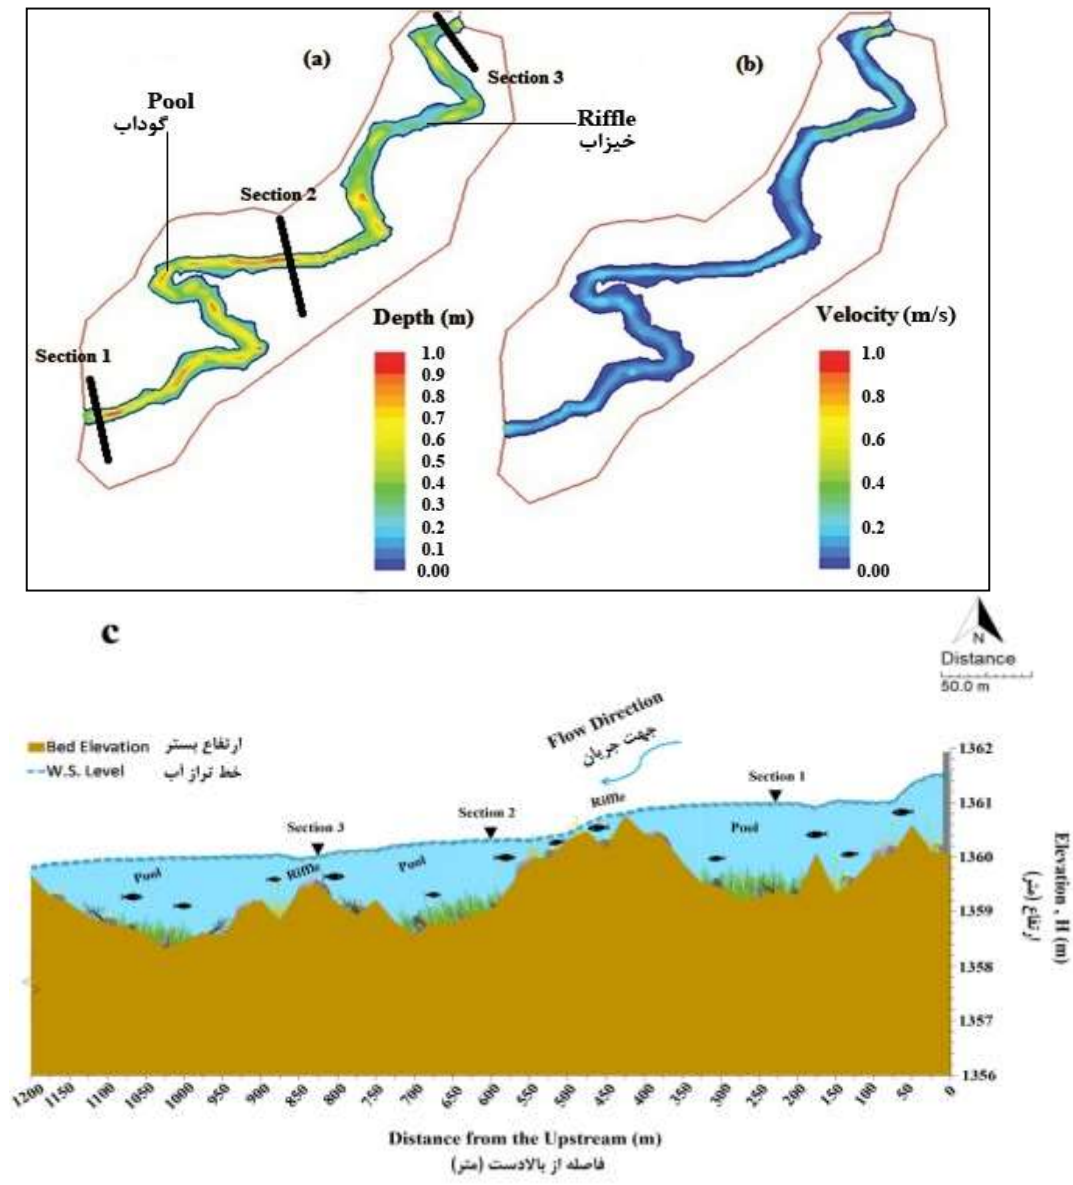 (a)
(b)
Section 3
Pool
گوداب
Riffle
خیزاب
Section 2
Section 1
Depth (m)
1.0
0.9
0.8
0.7
0.6
0.5
0.4
0.3
0.2
0.1
0.00
Velocity (m/s)
1.0
0.8
0.6
0.4
0.2
0.00
c
N
Distance
50.0 m
Bed Elevation ارتفاع بستر
W.S. Level خط تراز آب
Flow Direction
جهت جریان
Section 1
Section 2
Section 3
Riffle
Pool
Pool
Riffle
Pool
1362
1361
1360
1359
1358
1357
1356
Elevation , H (m)
ارتفاع (متر)
1200 1150 1100 1050 1000 950 900 850 800 750 700 650 600 550 500 450 400 350 300 250 200 150 100 50 0
Distance from the Upstream (m)
فاصله از بالادست (متر)